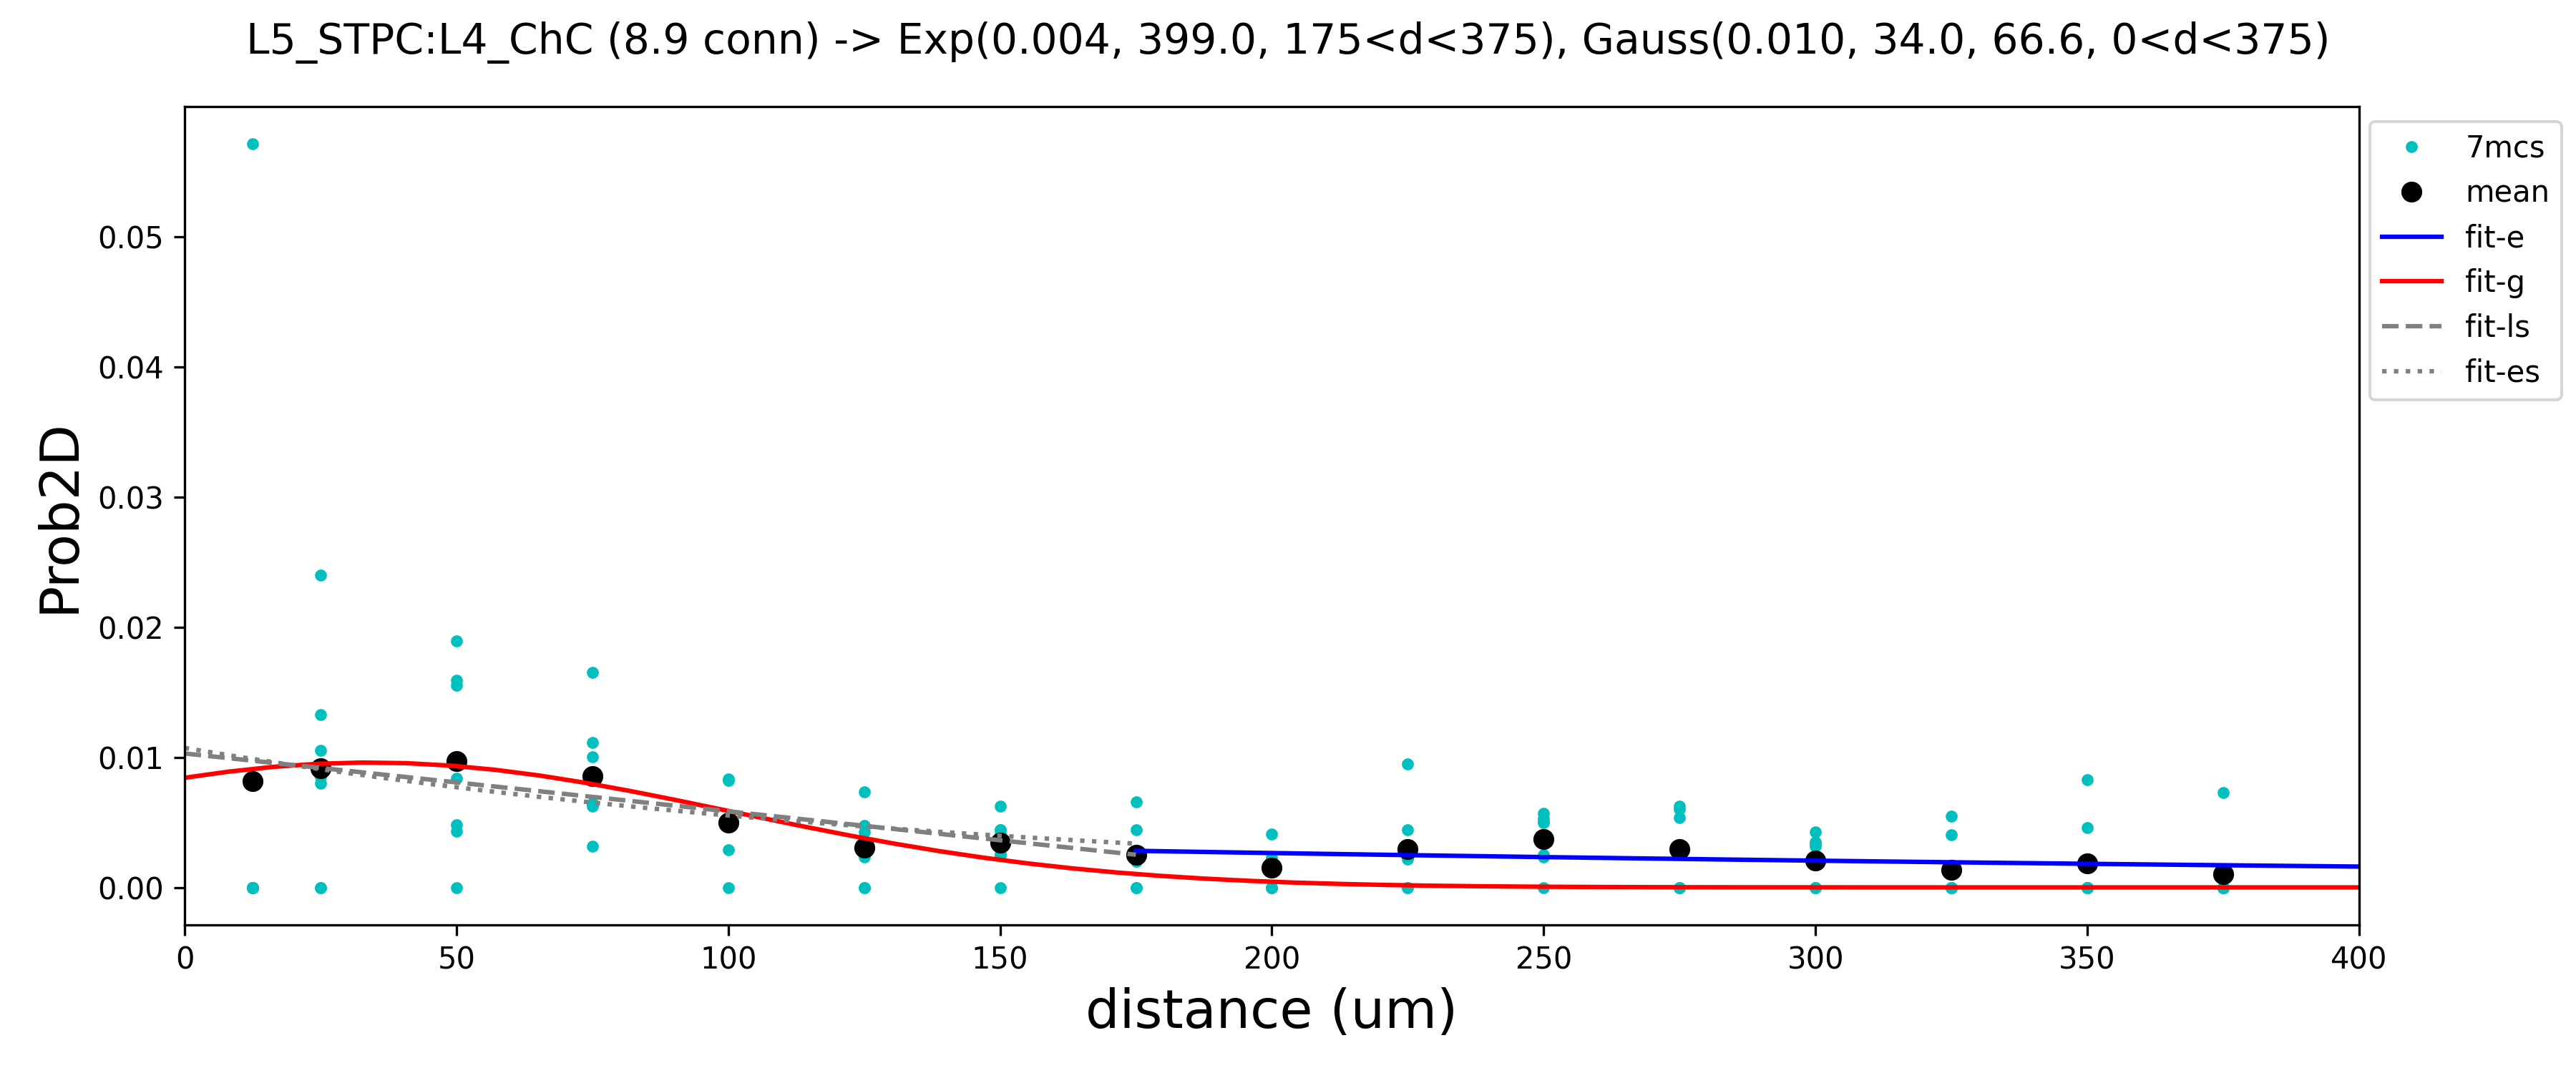 L5_STPC:L4_ChC (8.9 conn) -> Exp(0.004, 399.0, 175<d<375), Gauss(0.010, 34.0, 66.6, 0<d<375)
7mcs
mean
fit-e
fit-g
fit-ls
fit-es
Prob2D
0.05
0.04
0.03
0.02
0.01
0.00
0 50 100 150 200 250 300 350 400
distance (um)